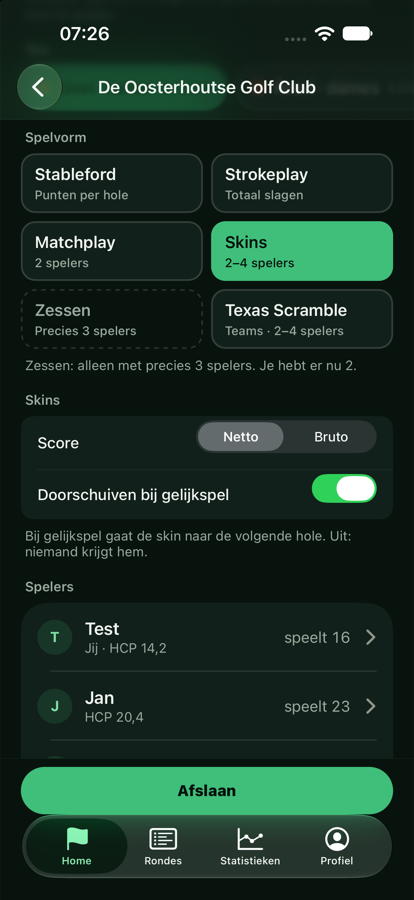 07:26
De Oosterhoutse Golf Club
Spelvorm
Stableford
Punten per hole
Strokeplay
Totaal slagen
Matchplay
2 spelers
Skins
2–4 spelers
Zessen
Precies 3 spelers
Texas Scramble
Teams · 2–4 spelers
Zessen: alleen met precies 3 spelers. Je hebt er nu 2.
Skins
Score
Netto
Bruto
Doorschuiven bij gelijkspel
Bij gelijkspel gaat de skin naar de volgende hole. Uit:
niemand krijgt hem.
Spelers
T
Test
Jij · HCP 14,2
speelt 16
J
Jan
HCP 20,4
speelt 23
Afslaan
Home
Rondes
Statistieken
Profiel